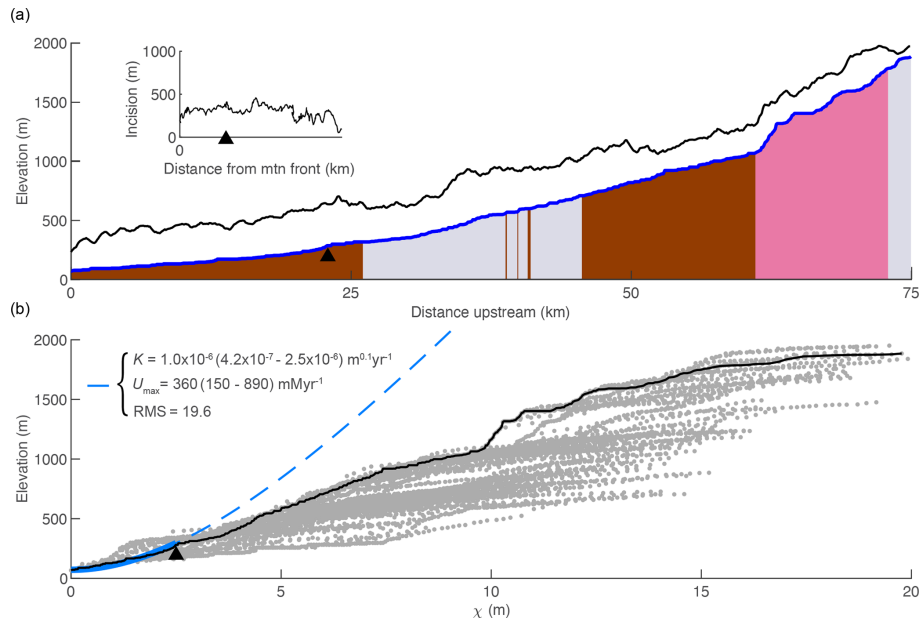 (a)
2000
1500
1000
500
0
Elevation (m)
1000
500
0
Incision (m)
0
Distance from mtn front (km)
0
25
50
75
Distance upstream (km)
(b)
2000
1500
1000
500
0
Elevation (m)
K = 1.0x10⁻⁶ (4.2x10⁻⁷ - 2.5x10⁻⁶) m⁰·¹yr⁻¹
Uₘₐₓ = 360 (150 - 890) mMyr⁻¹
RMS = 19.6
0
5
10
15
20
χ (m)